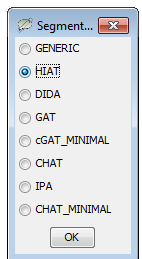 Segment...
GENERIC
HIAT
DIDA
GAT
cGAT_MINIMAL
CHAT
IPA
CHAT_MINIMAL
OK